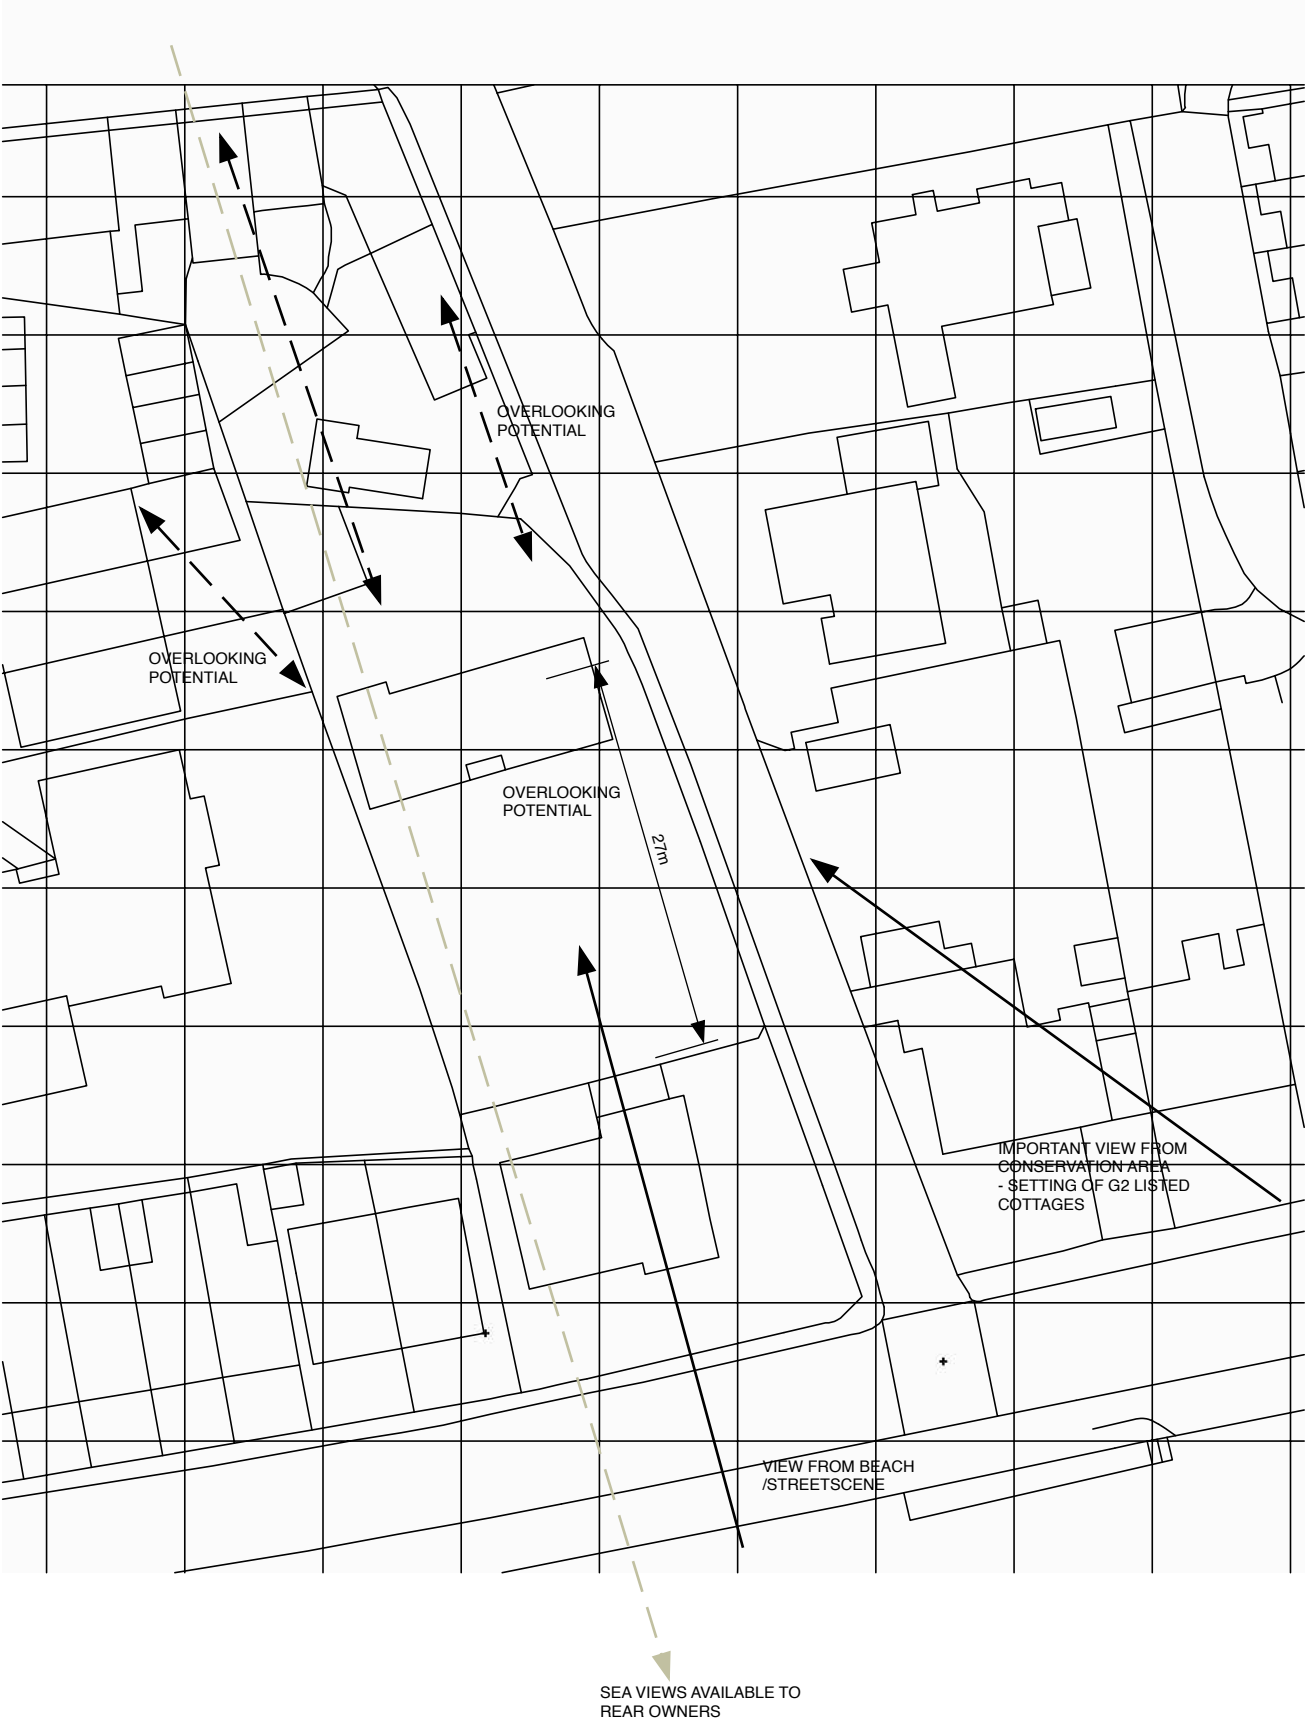 OVERLOOKING
POTENTIAL
OVERLOOKING
POTENTIAL
OVERLOOKING
POTENTIAL
27m
IMPORTANT VIEW FROM
CONSERVATION AREA
- SETTING OF G2 LISTED
COTTAGES
VIEW FROM BEACH
/STREETSCENE
SEA VIEWS AVAILABLE TO
REAR OWNERS